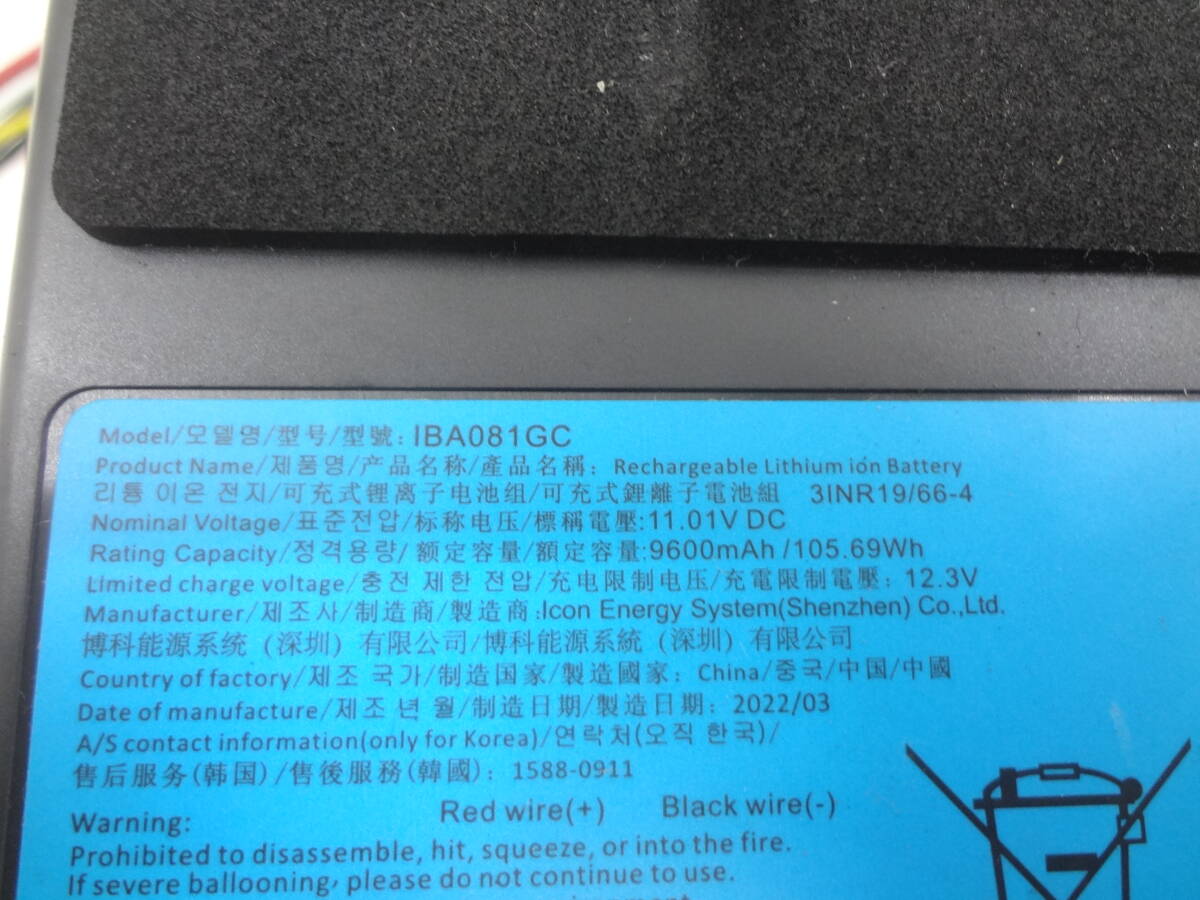 Model/모델명/型号/型號: IBA081GC
Product Name/제품명/产品名称/產品名稱: Rechargeable Lithium ion Battery
리튬 이온 전지/可充式锂离子电池组/可充式鋰離子電池組 3INR19/66-4
Nominal Voltage/표준전압/标称电压/標稱電壓:11.01V DC
Rating Capacity/정격용량/额定容量/額定容量:9600mAh /105.69Wh
Limited charge voltage/충전 제한 전압/充电限制电压/充電限制電壓: 12.3V
Manufacturer/제조사/制造商/製造商:Icon Energy System(Shenzhen) Co.,Ltd.
博科能源系统 (深圳) 有限公司/博科能源系統 (深圳) 有限公司
Country of factory/제조 국가/制造国家/製造國家: China/중국/中国/中國
Date of manufacture/제조 년 월/制造日期/製造日期: 2022/03
A/S contact information(only for Korea)/연락처(오직 한국)/
售后服务(韩国)/售後服務(韓國): 1588-0911
Red wire(+) Black wire(-)
Warning:
Prohibited to disassemble, hit, squeeze, or into the fire.
If severe ballooning, please do not continue to use.